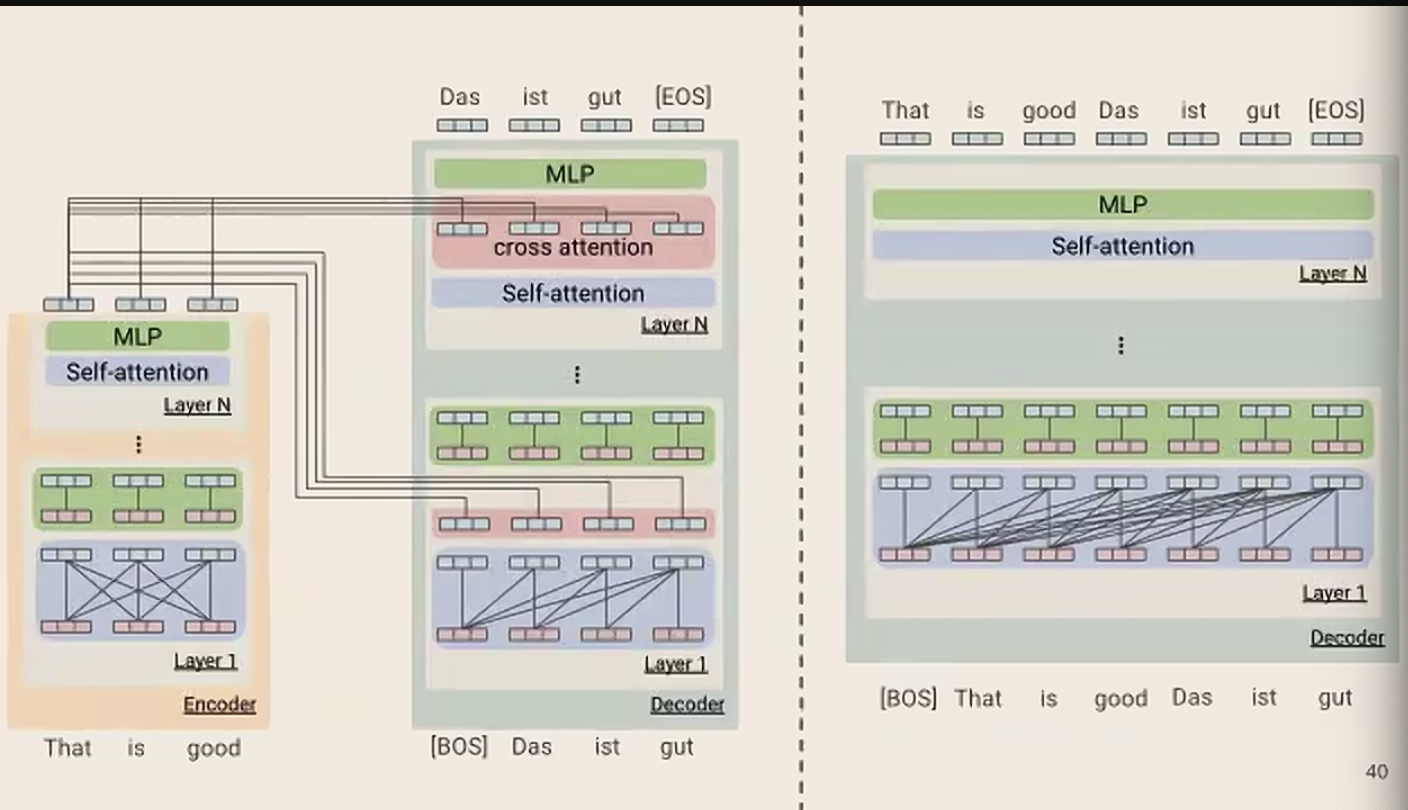 Das ist gut [EOS]
MLP
cross attention
Self-attention
Layer N
MLP
Self-attention
Layer N
Layer 1
Encoder
That is good
Layer 1
Decoder
[BOS] Das ist gut
That is good Das ist gut [EOS]
MLP
Self-attention
Layer N
Layer 1
Decoder
[BOS] That is good Das ist gut
40